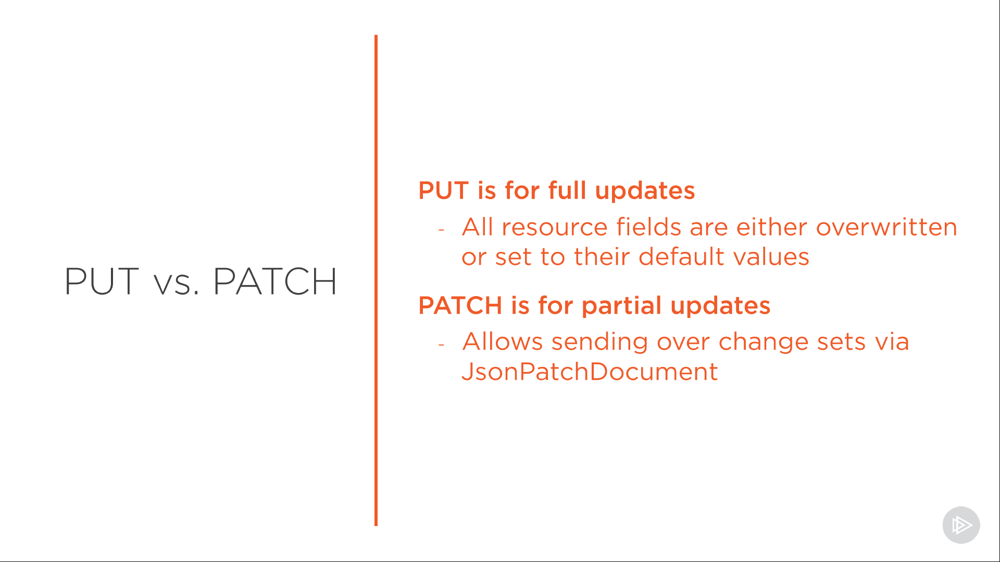 PUT vs. PATCH
PUT is for full updates
- All resource fields are either overwritten
or set to their default values
PATCH is for partial updates
- Allows sending over change sets via
JsonPatchDocument